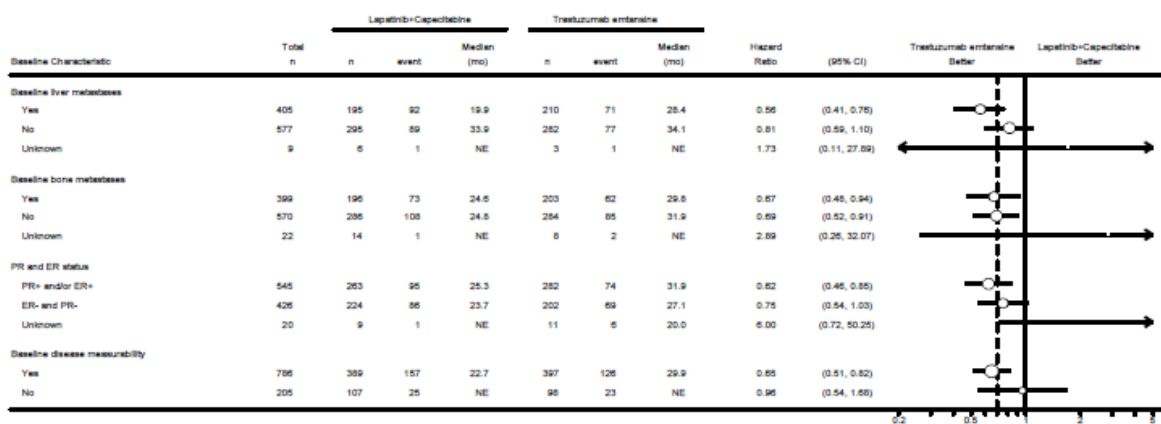 Lapatinib+Capecitabine Trastuzumab emtansine
Total Median Median Hazard Trastuzumab emtansine Lapatinib+Capecitabine
Baseline Characteristic n n event (mo) n event (mo) Ratio (95% CI) Better Better
Baseline liver metastases
Yes 405 195 92 19.9 210 71 28.4 0.56 (0.41, 0.76)
No 577 295 89 33.9 282 77 34.1 0.81 (0.59, 1.10)
Unknown 9 6 1 NE 3 1 NE 1.73 (0.11, 27.89)
Baseline bone metastases
Yes 399 196 73 24.6 203 62 29.8 0.67 (0.48, 0.94)
No 570 286 108 24.8 284 85 31.9 0.69 (0.52, 0.91)
Unknown 22 14 1 NE 8 2 NE 2.89 (0.26, 32.07)
PR and ER status
PR+ and/or ER+ 545 263 95 25.3 282 74 31.9 0.62 (0.46, 0.85)
ER- and PR- 426 224 86 23.7 202 69 27.1 0.75 (0.54, 1.03)
Unknown 20 9 1 NE 11 6 20.0 6.00 (0.72, 50.25)
Baseline disease measurability
Yes 786 389 157 22.7 397 126 29.9 0.65 (0.51, 0.82)
No 205 107 25 NE 98 23 NE 0.96 (0.54, 1.68)
0.2 0.5 1 2 5